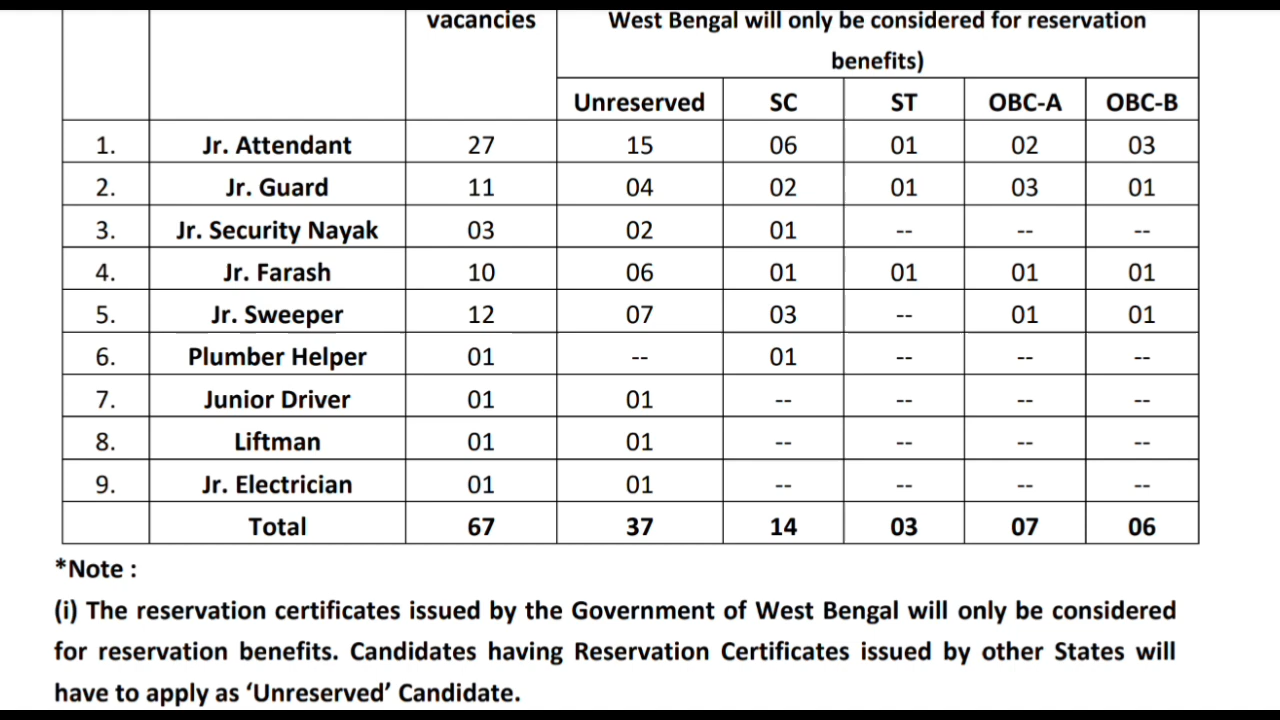 vacancies West Bengal will only be considered for reservation
benefits)
Unreserved SC ST OBC-A OBC-B
1. Jr. Attendant 27 15 06 01 02 03
2. Jr. Guard 11 04 02 01 03 01
3. Jr. Security Nayak 03 02 01 -- -- --
4. Jr. Farash 10 06 01 01 01 01
5. Jr. Sweeper 12 07 03 -- 01 01
6. Plumber Helper 01 -- 01 -- -- --
7. Junior Driver 01 01 -- -- -- --
8. Liftman 01 01 -- -- -- --
9. Jr. Electrician 01 01 -- -- -- --
Total 67 37 14 03 07 06
*Note :
(i) The reservation certificates issued by the Government of West Bengal will only be considered
for reservation benefits. Candidates having Reservation Certificates issued by other States will
have to apply as ‘Unreserved’ Candidate.